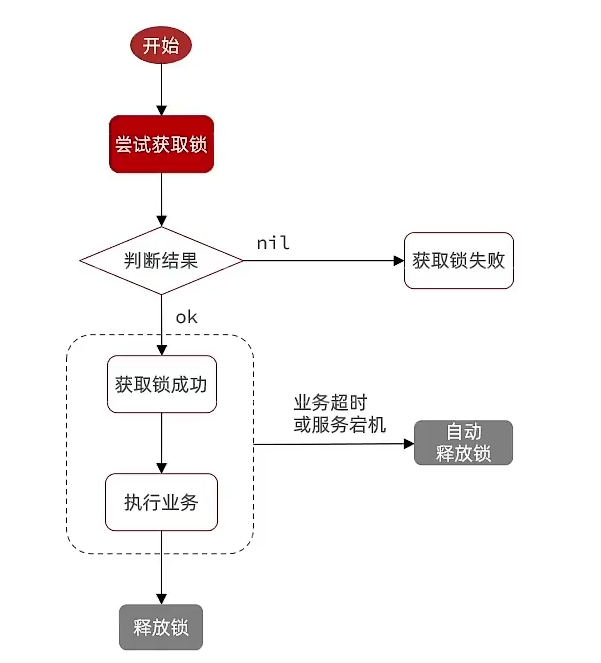 开始
尝试获取锁
判断结果
nil
获取锁失败
ok
获取锁成功
业务超时
或服务宕机
自动
释放锁
执行业务
释放锁